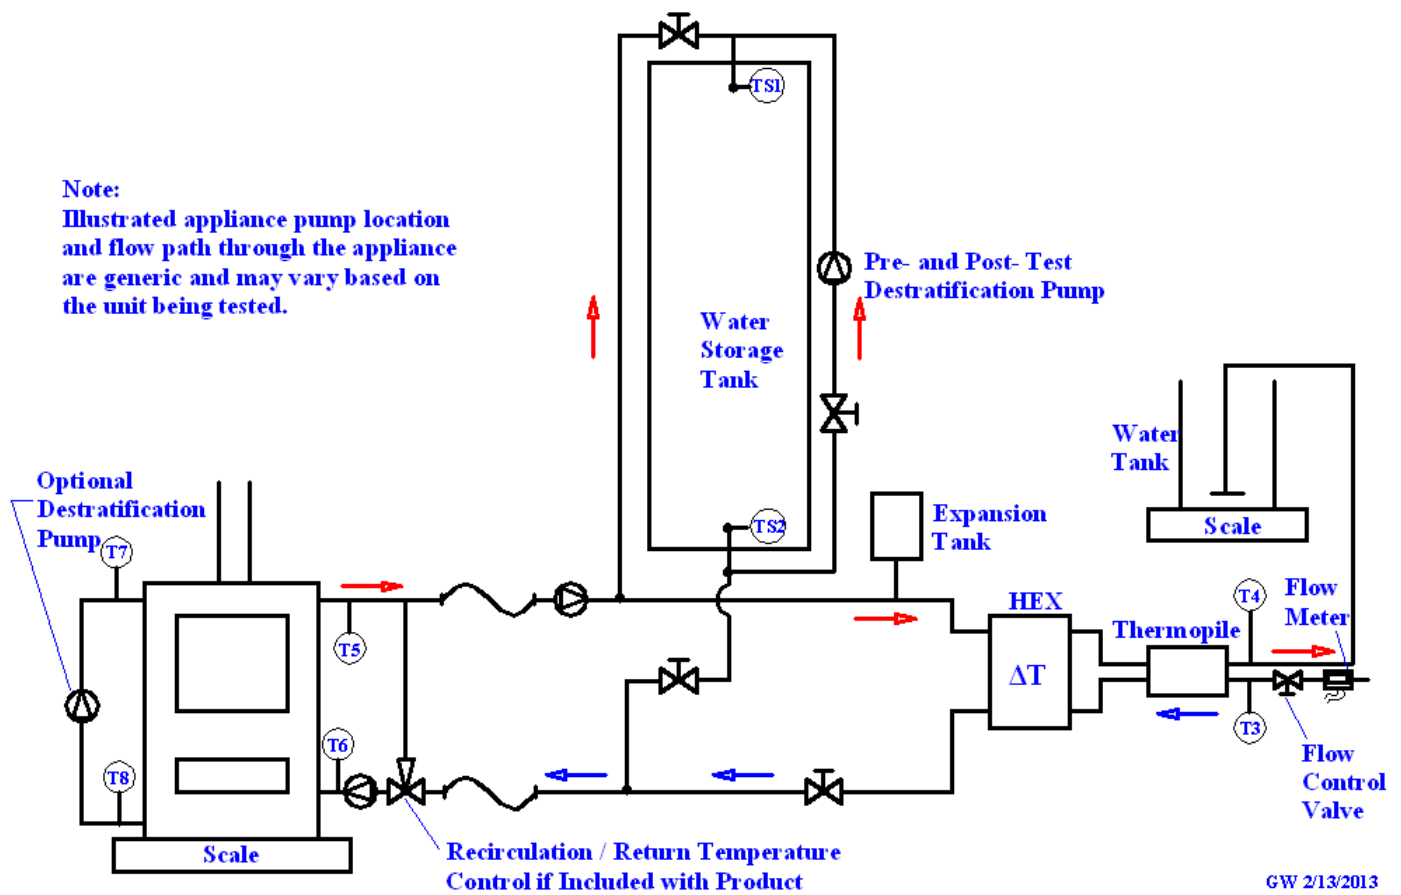 TS1
Note:
Illustrated appliance pump location
and flow path through the appliance
are generic and may vary based on
the unit being tested.
Pre- and Post- Test
Destratification Pump
Water
Storage
Tank
Water
Tank
Scale
Optional
Destratification
Pump
T7
TS2
Expansion
Tank
Flow
Meter
HEX
T4
Thermopile
T5
ΔT
T6
T3
T8
Flow
Control
Valve
Scale
Recirculation / Return Temperature
Control if Included with Product
GW 2/13/2013